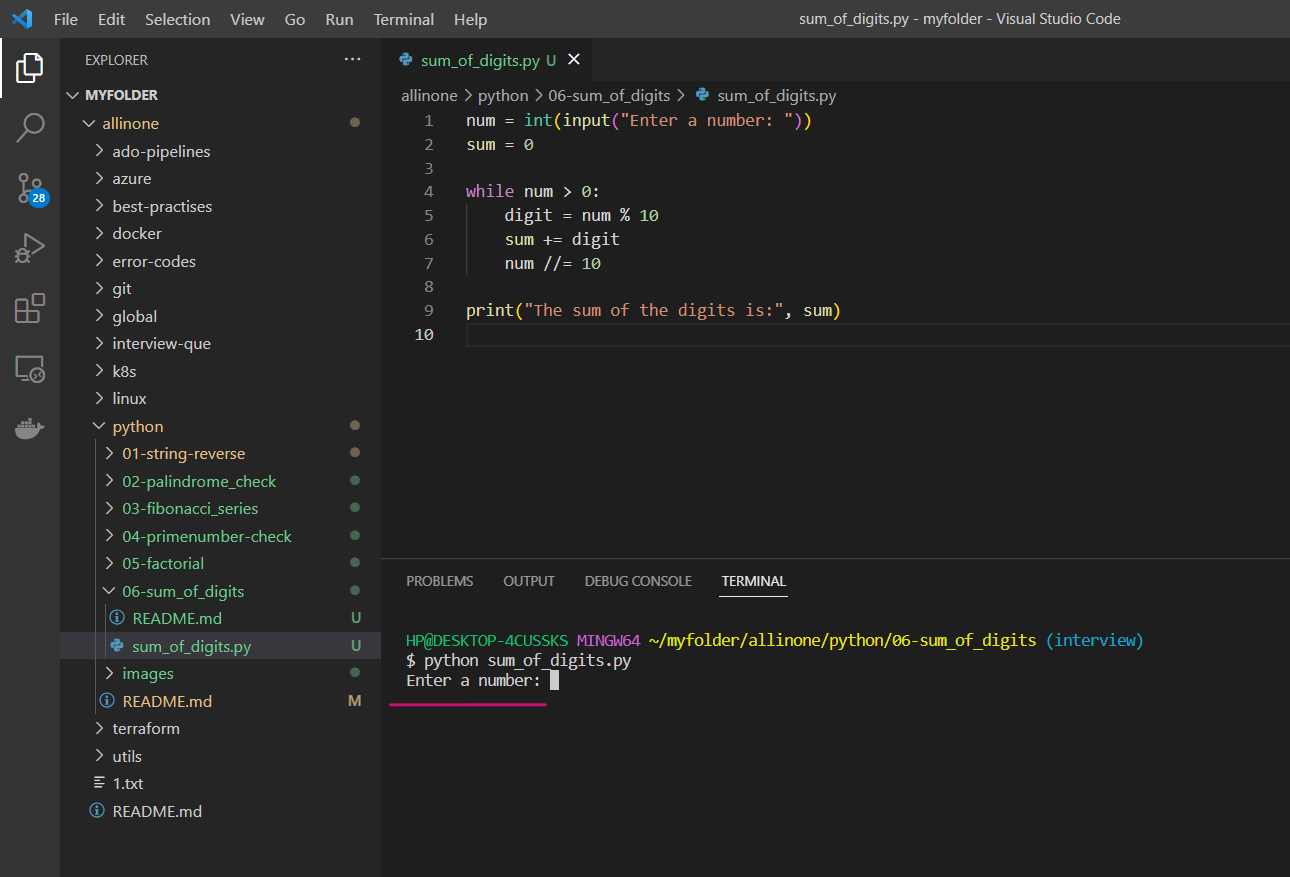 File Edit Selection View Go Run Terminal Help sum_of_digits.py - myfolder - Visual Studio Code
EXPLORER ···
MYFOLDER
allinone
ado-pipelines
azure
best-practises
docker
error-codes
git
global
interview-que
k8s
linux
python
01-string-reverse
02-palindrome_check
03-fibonacci_series
04-primenumber-check
05-factorial
06-sum_of_digits
README.md U
sum_of_digits.py U
images
README.md M
terraform
utils
1.txt
README.md
28
sum_of_digits.py U
allinone > python > 06-sum_of_digits > sum_of_digits.py
1 num = int(input("Enter a number: "))
2 sum = 0
3
4 while num > 0:
5     digit = num % 10
6     sum += digit
7     num //= 10
8
9 print("The sum of the digits is:", sum)
10
PROBLEMS OUTPUT DEBUG CONSOLE TERMINAL
HP@DESKTOP-4CUSSKS MINGW64 ~/myfolder/allinone/python/06-sum_of_digits (interview)
$ python sum_of_digits.py
Enter a number: